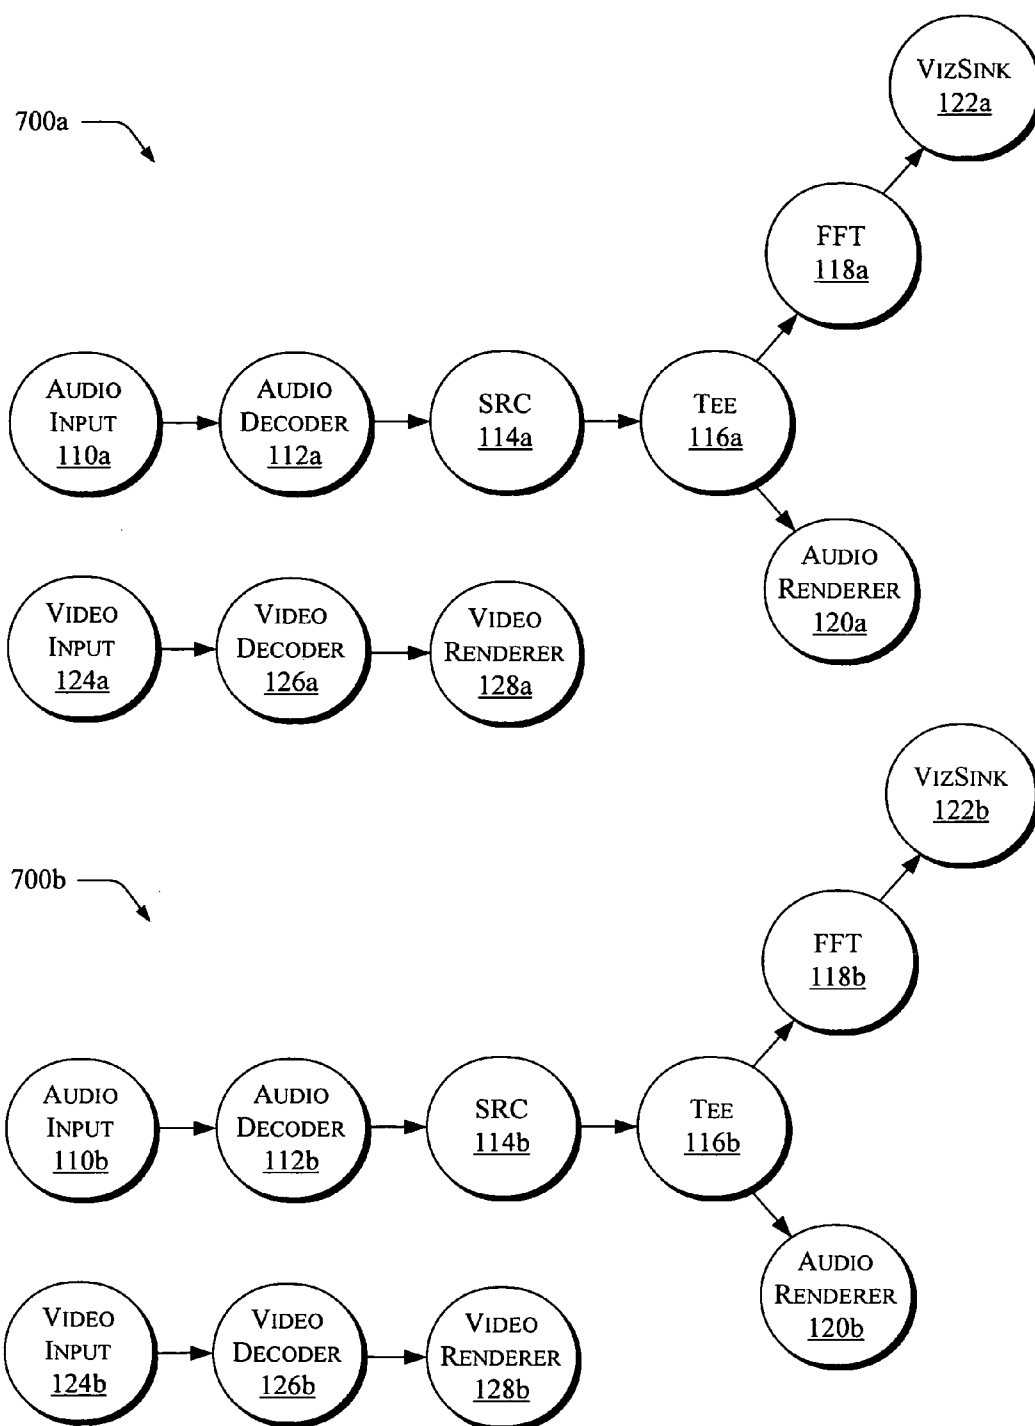 VIZSINK
122a
700a
FFT
118a
AUDIO
INPUT
110a
AUDIO
DECODER
112a
SRC
114a
TEE
116a
AUDIO
RENDERER
120a
VIDEO
INPUT
124a
VIDEO
DECODER
126a
VIDEO
RENDERER
128a
VIZSINK
122b
700b
FFT
118b
AUDIO
INPUT
110b
AUDIO
DECODER
112b
SRC
114b
TEE
116b
AUDIO
RENDERER
120b
VIDEO
INPUT
124b
VIDEO
DECODER
126b
VIDEO
RENDERER
128b